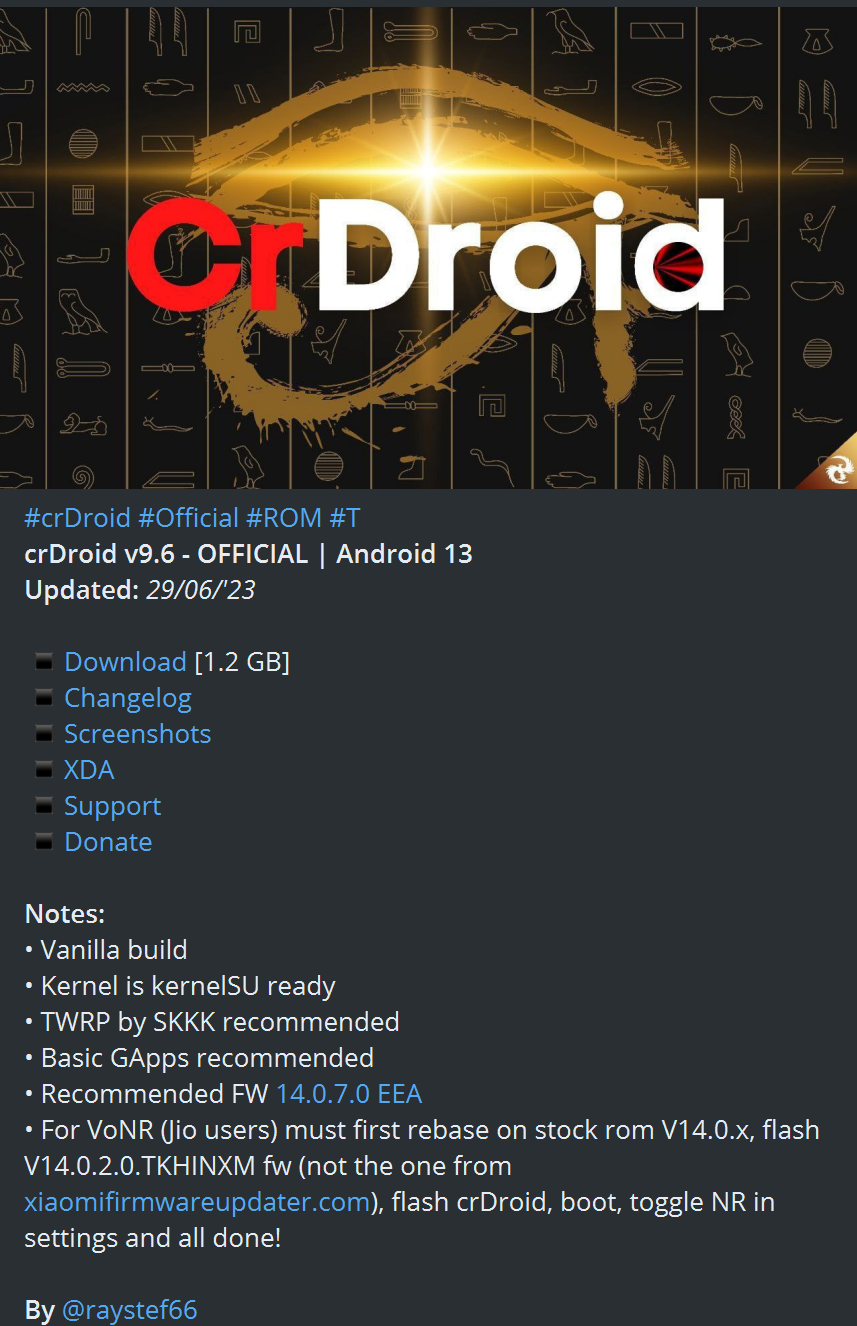 CrDroid
#crDroid #Official #ROM #T
crDroid v9.6 - OFFICIAL | Android 13
Updated: 29/06/'23
Download [1.2 GB]
Changelog
Screenshots
XDA
Support
Donate
Notes:
• Vanilla build
• Kernel is kernelSU ready
• TWRP by SKKK recommended
• Basic GApps recommended
• Recommended FW 14.0.7.0 EEA
• For VoNR (Jio users) must first rebase on stock rom V14.0.x, flash
V14.0.2.0.TKHINXM fw (not the one from
xiaomifirmwareupdater.com), flash crDroid, boot, toggle NR in
settings and all done!
By @raystef66